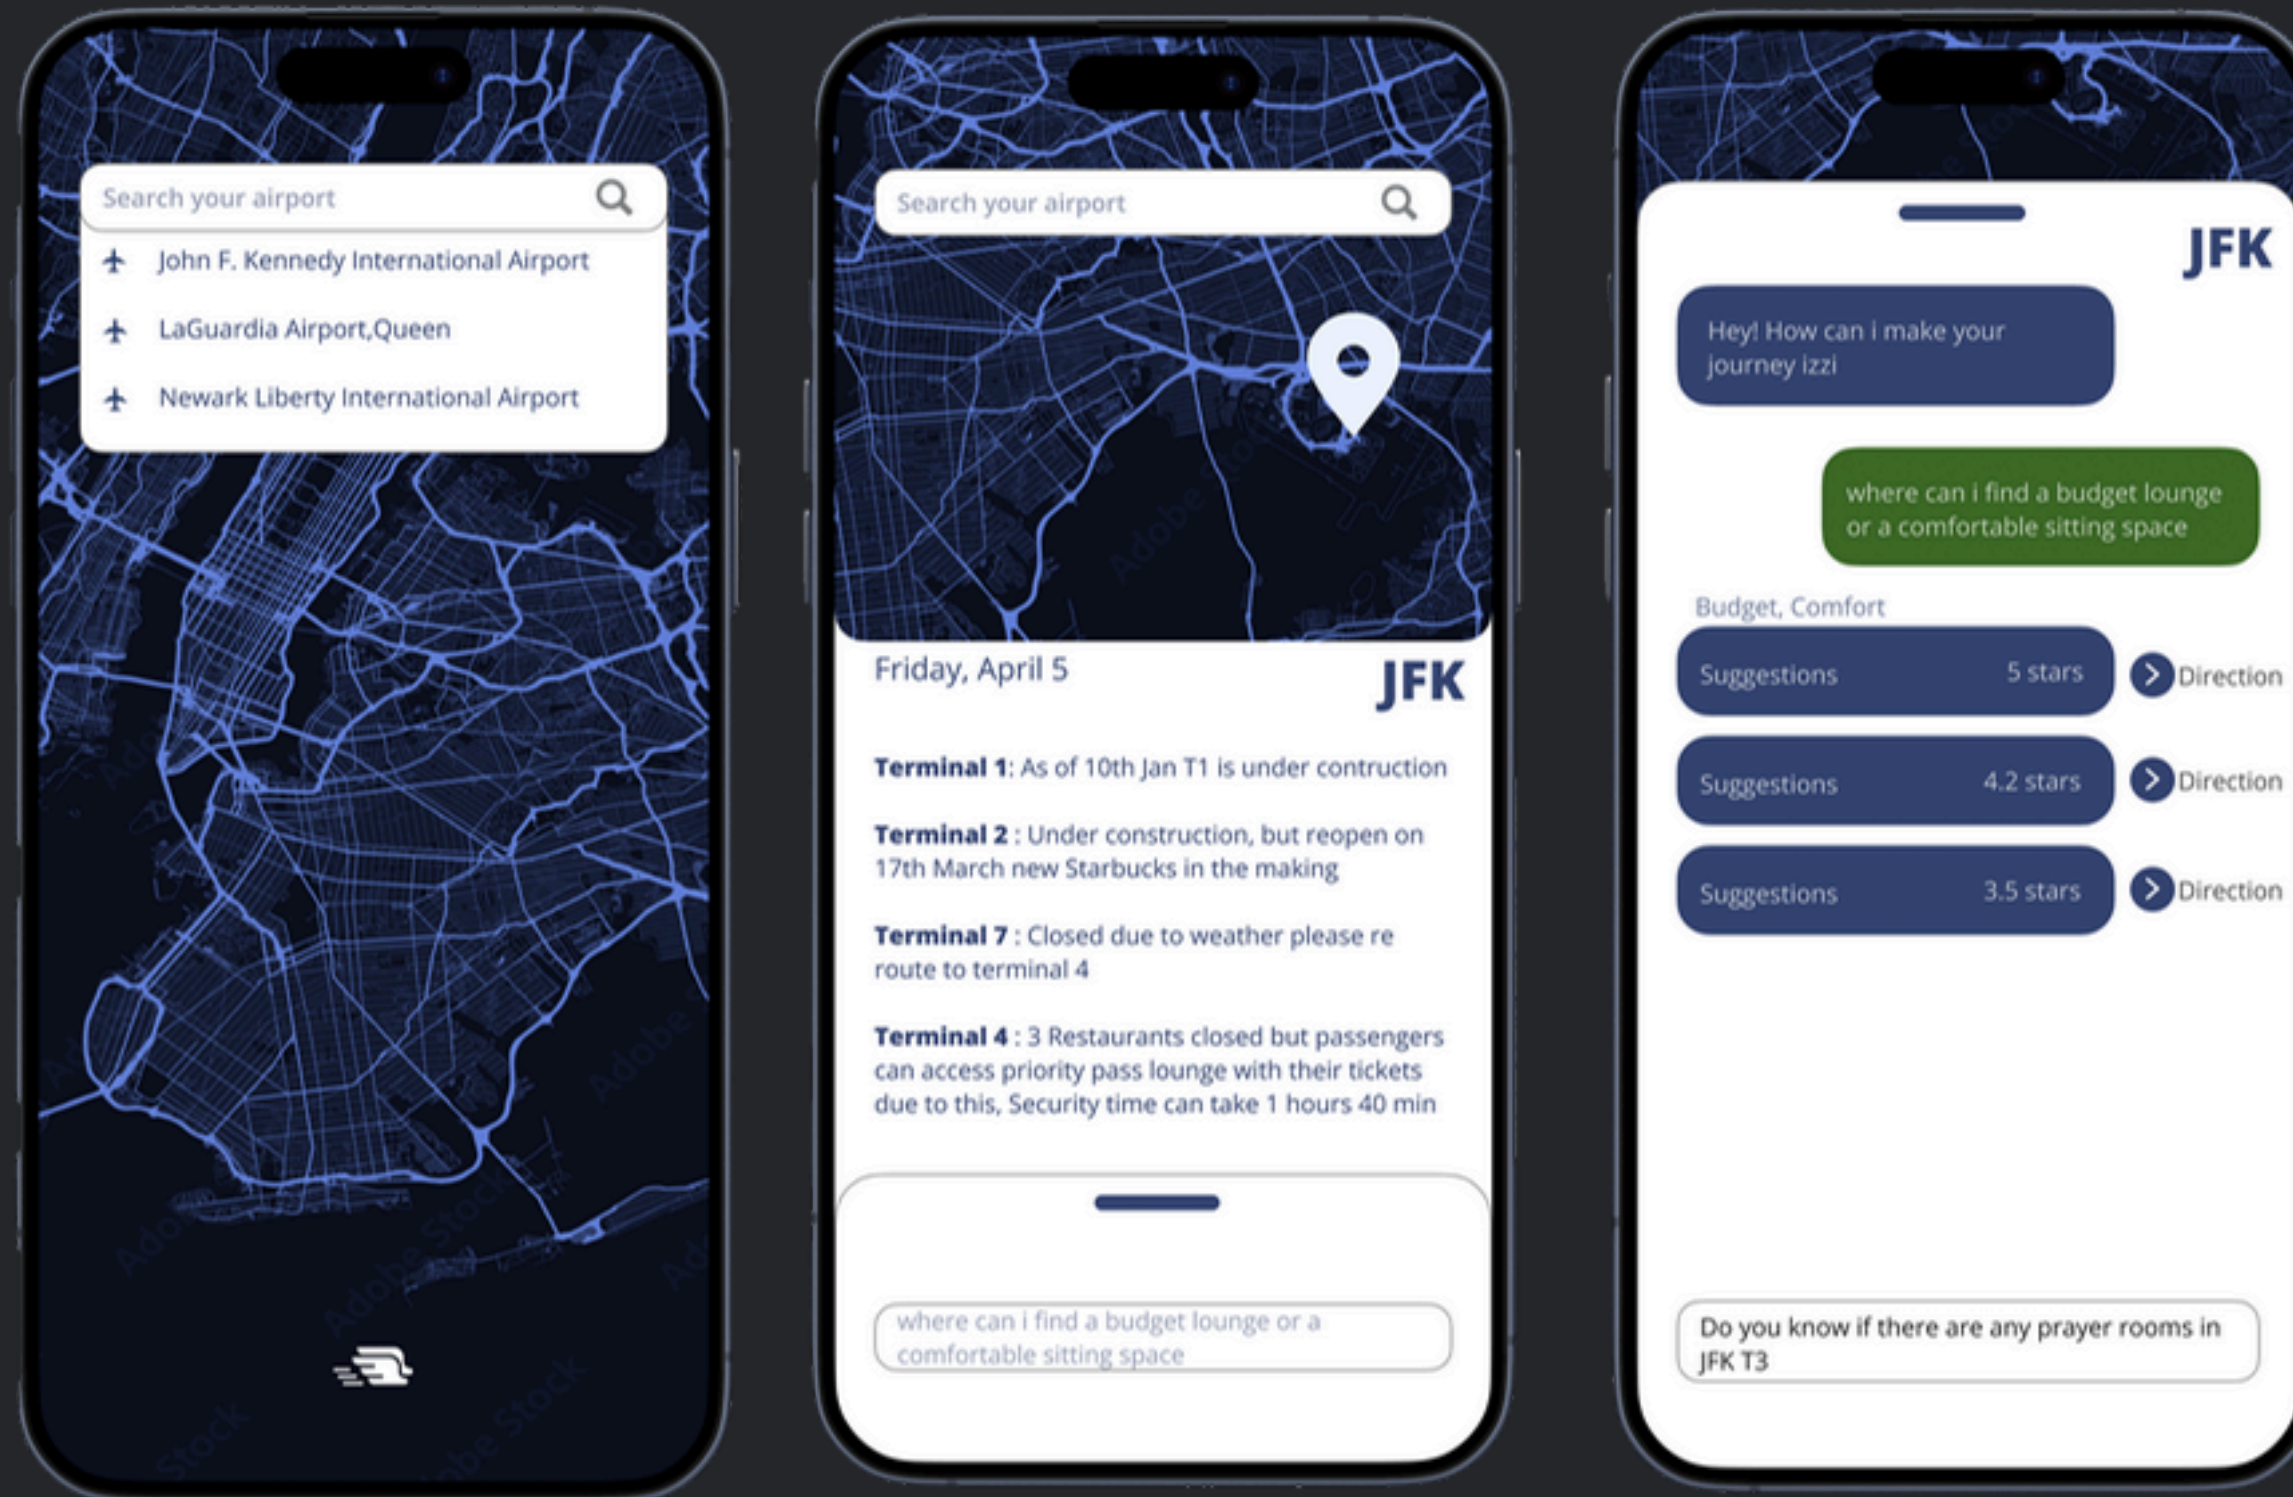 Search your airport
John F. Kennedy International Airport
LaGuardia Airport,Queen
Newark Liberty International Airport
Adobe Stock
Adobe Stock
Stock
Search your airport
Adobe Stock
Friday, April 5
JFK
Terminal 1: As of 10th Jan T1 is under contruction
Terminal 2 : Under construction, but reopen on
17th March new Starbucks in the making
Terminal 7 : Closed due to weather please re
route to terminal 4
Terminal 4 : 3 Restaurants closed but passengers
can access priority pass lounge with their tickets
due to this, Security time can take 1 hours 40 min
where can i find a budget lounge or a
comfortable sitting space
JFK
Hey! How can i make your
journey izzi
where can i find a budget lounge
or a comfortable sitting space
Budget, Comfort
Suggestions 5 stars Direction
Suggestions 4.2 stars Direction
Suggestions 3.5 stars Direction
Do you know if there are any prayer rooms in
JFK T3